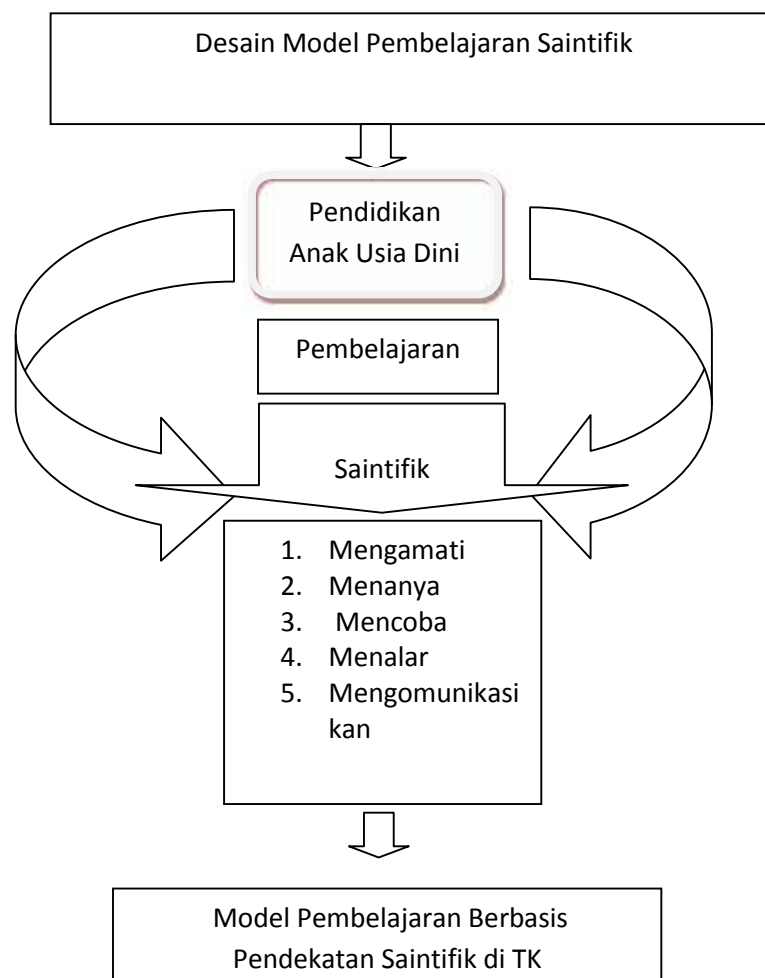 Desain Model Pembelajaran Saintifik
Pendidikan
Anak Usia Dini
Pembelajaran
Saintifik
1. Mengamati
2. Menanya
3. Mencoba
4. Menalar
5. Mengomunikasi
kan
Model Pembelajaran Berbasis
Pendekatan Saintifik di TK